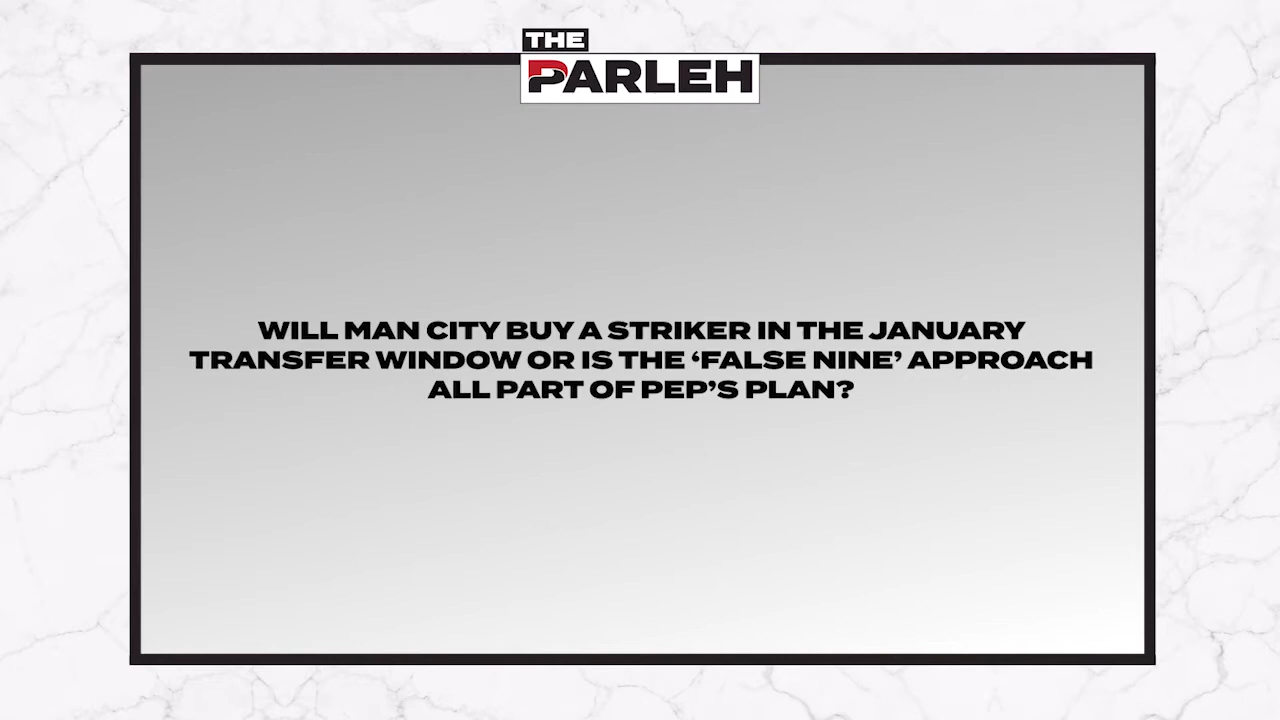 THE
PARLEH
WILL MAN CITY BUY A STRIKER IN THE JANUARY
TRANSFER WINDOW OR IS THE ‘FALSE NINE’ APPROACH
ALL PART OF PEP’S PLAN?